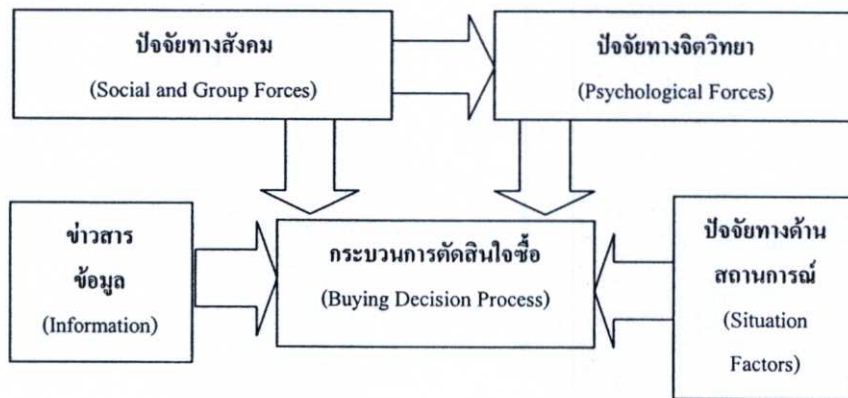 ปัจจัยทางสังคม
(Social and Group Forces)
ปัจจัยทางจิตวิทยา
(Psychological Forces)
ข่าวสาร
ข้อมูล
(Information)
กระบวนการตัดสินใจซื้อ
(Buying Decision Process)
ปัจจัยทางด้าน
สถานการณ์
(Situation
Factors)